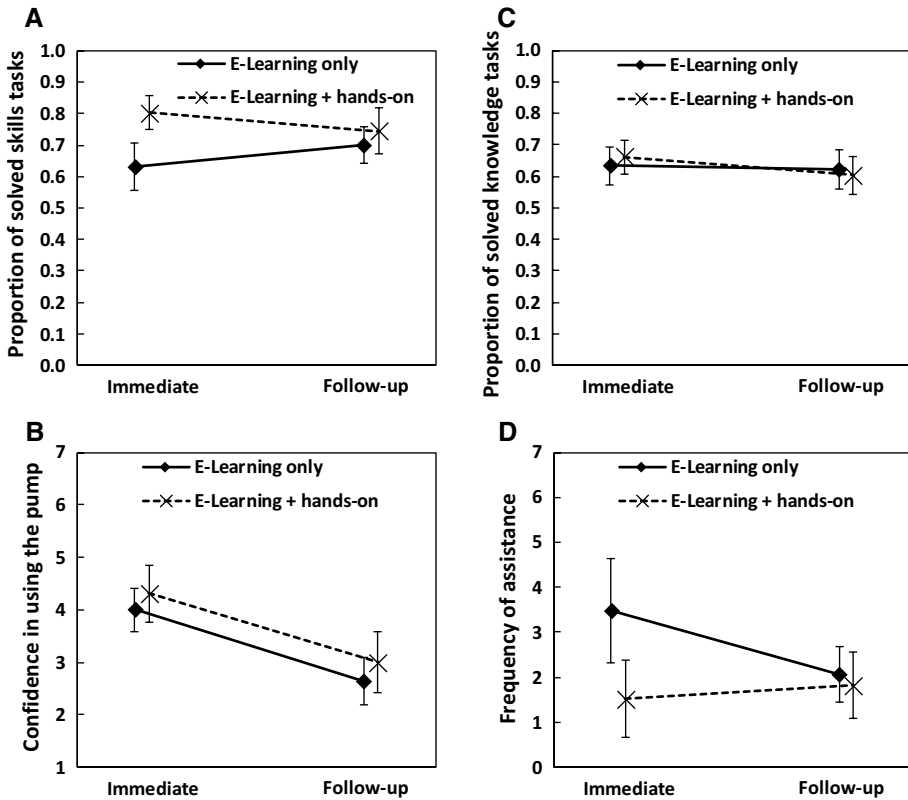 A
Proportion of solved skills tasks
1.0
0.9
0.8
0.7
0.6
0.5
0.4
0.3
0.2
0.1
0.0
E-Learning only
E-Learning + hands-on
Immediate
Follow-up
C
Proportion of solved knowledge tasks
1.0
0.9
0.8
0.7
0.6
0.5
0.4
0.3
0.2
0.1
0.0
E-Learning only
E-Learning + hands-on
Immediate
Follow-up
B
Confidence in using the pump
7
6
5
4
3
2
1
E-Learning only
E-Learning + hands-on
Immediate
Follow-up
D
Frequency of assistance
7
6
5
4
3
2
1
0
E-Learning only
E-Learning + hands-on
Immediate
Follow-up